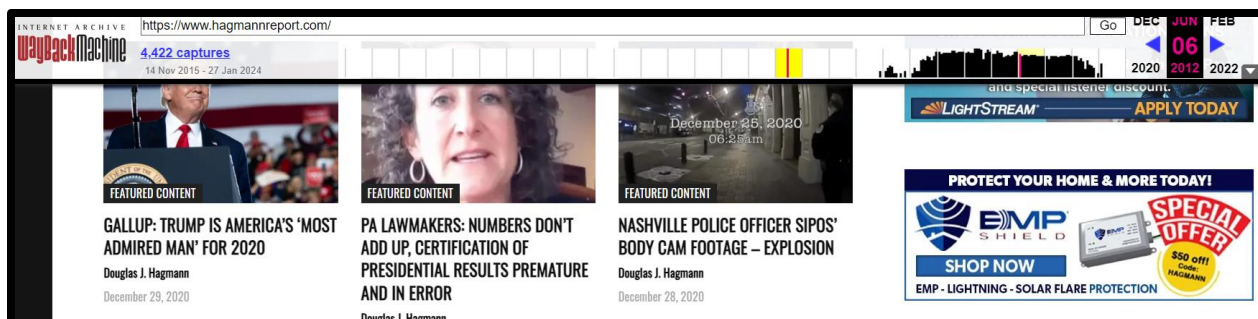 INTERNET ARCHIVE
WayBackMachine
https://www.hagmannreport.com/
Go
DEC JUN FEB
4,422 captures
06
14 Nov 2015 - 27 Jan 2024
2020 2012 2022
December 25, 2020
06:25am
and special listener discount.
LIGHTSTREAM APPLY TODAY
FEATURED CONTENT
GALLUP: TRUMP IS AMERICA'S 'MOST
ADMIRED MAN' FOR 2020
Douglas J. Hagmann
December 29, 2020
FEATURED CONTENT
PA LAWMAKERS: NUMBERS DON'T
ADD UP, CERTIFICATION OF
PRESIDENTIAL RESULTS PREMATURE
AND IN ERROR
Douglas J. Hagmann
FEATURED CONTENT
NASHVILLE POLICE OFFICER SIPOS'
BODY CAM FOOTAGE – EXPLOSION
Douglas J. Hagmann
December 28, 2020
PROTECT YOUR HOME & MORE TODAY!
EMP
SHIELD
SHOP NOW
SPECIAL
OFFER
$50 off!
Code:
HAGMANN
EMP - LIGHTNING - SOLAR FLARE PROTECTION